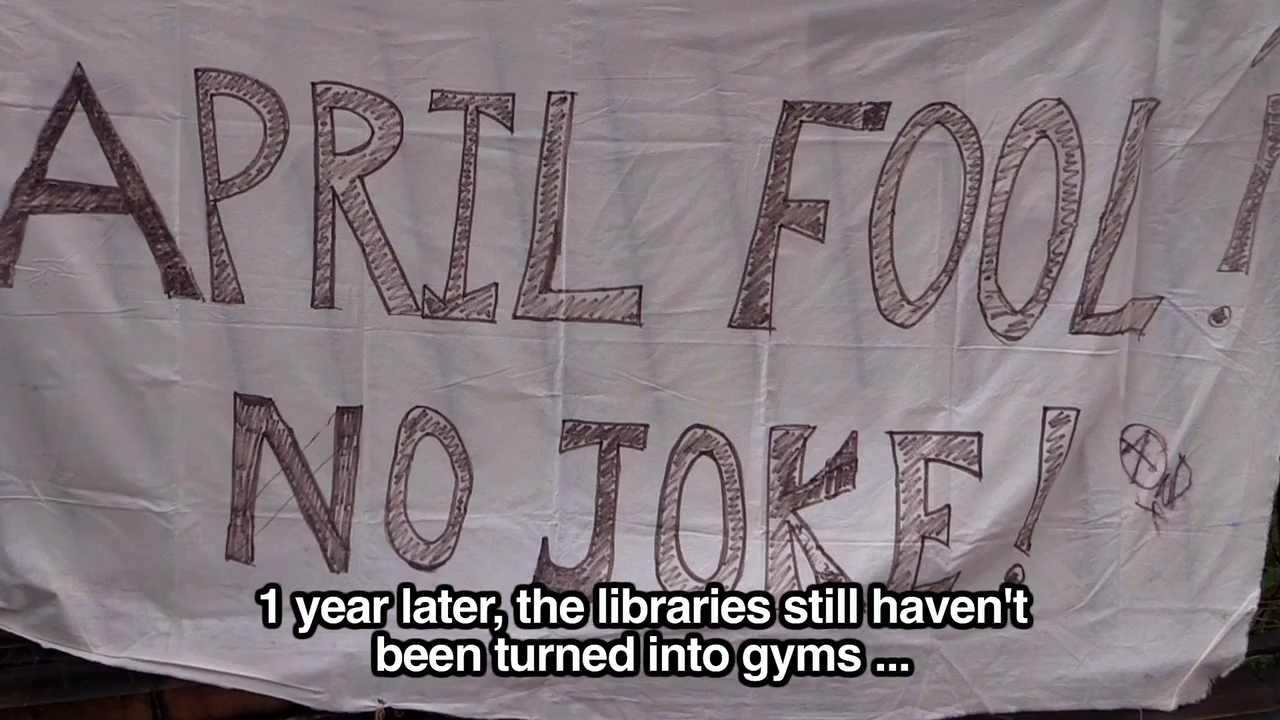 APRIL FOOL!
NO JOKE!
1 year later, the libraries still haven't
been turned into gyms ...